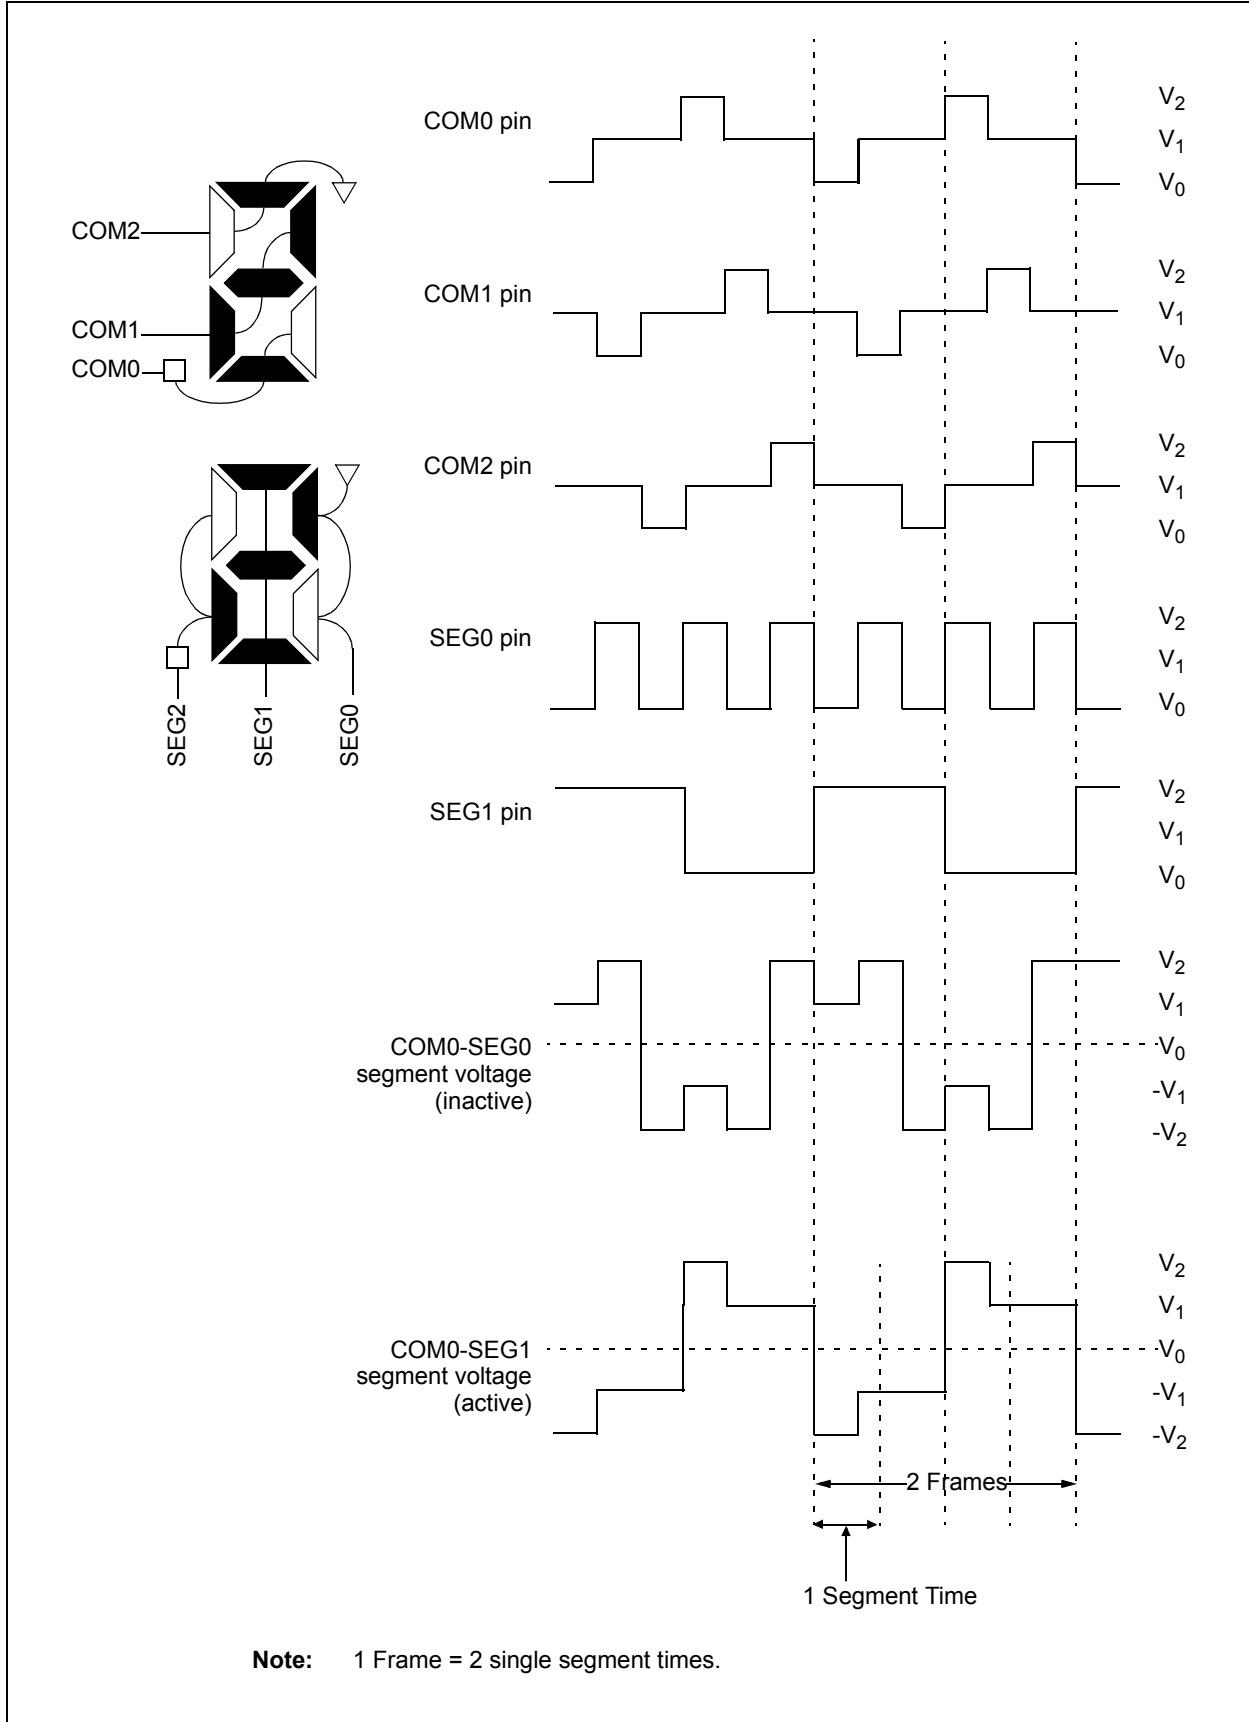 COM0 pin
V2
V1
V0
COM2
COM1
COM0
COM1 pin
V2
V1
V0
COM2 pin
V2
V1
V0
SEG2
SEG1
SEG0
SEG0 pin
V2
V1
V0
SEG1 pin
V2
V1
V0
COM0-SEG0
segment voltage
(inactive)
V2
V1
V0
-V1
-V2
COM0-SEG1
segment voltage
(active)
V2
V1
V0
-V1
-V2
2 Frames
1 Segment Time
Note: 1 Frame = 2 single segment times.